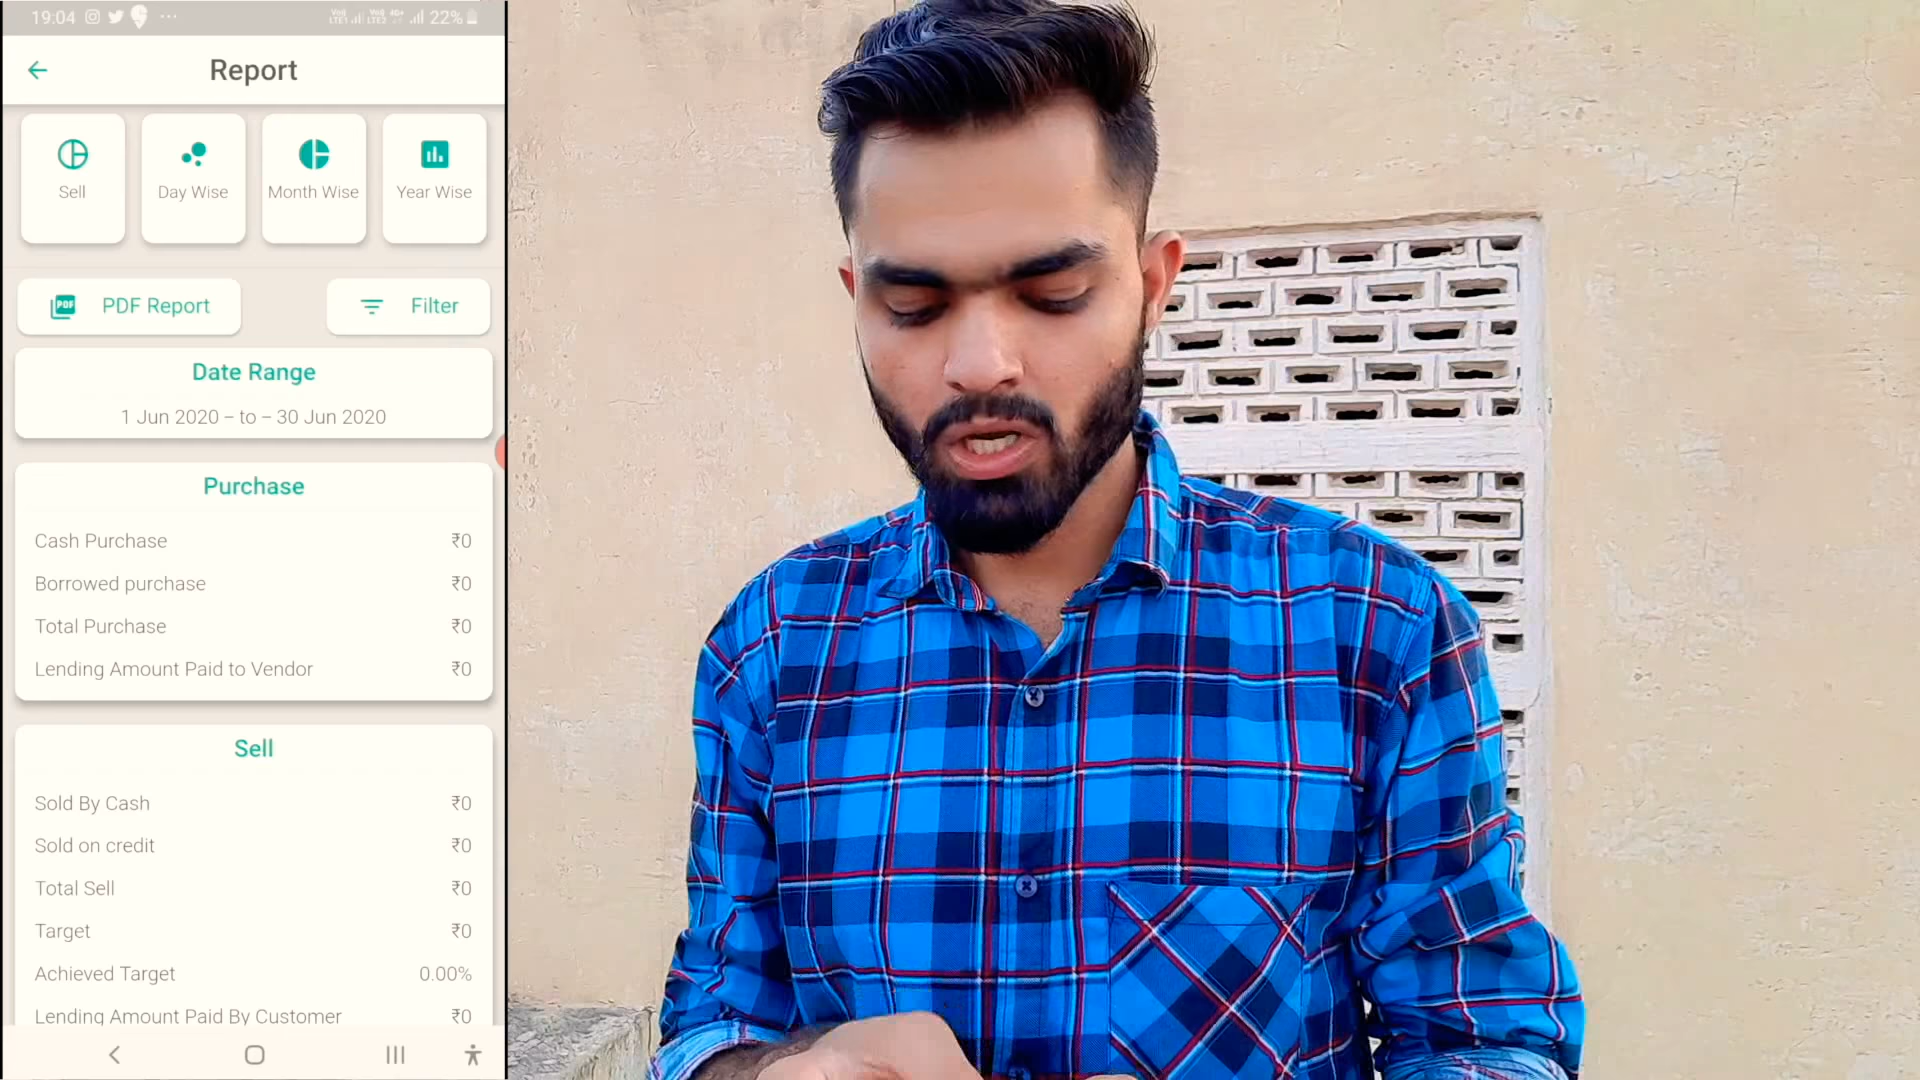 19:04 ... 22%
Report
Sell Day Wise Month Wise Year Wise
PDF Report Filter
Date Range
1 Jun 2020 – to – 30 Jun 2020
Purchase
Cash Purchase ₹0
Borrowed purchase ₹0
Total Purchase ₹0
Lending Amount Paid to Vendor ₹0
Sell
Sold By Cash ₹0
Sold on credit ₹0
Total Sell ₹0
Target ₹0
Achieved Target 0.00%
Lending Amount Paid By Customer ₹0